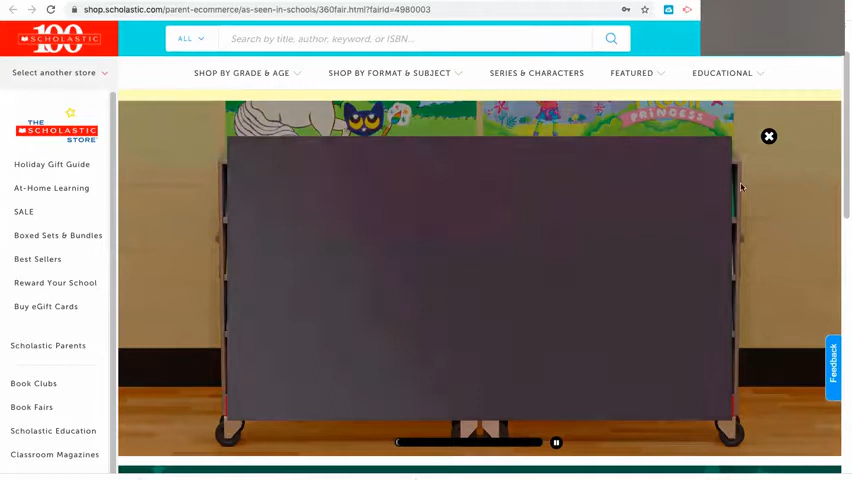 shop.scholastic.com/parent-ecommerce/as-seen-in-schools/360fair.html?fairId=4980003
100
SCHOLASTIC
ALL
Search by title, author, keyword, or ISBN...
Select another store
SHOP BY GRADE & AGE
SHOP BY FORMAT & SUBJECT
SERIES & CHARACTERS
FEATURED
EDUCATIONAL
THE
SCHOLASTIC
STORE
Holiday Gift Guide
At-Home Learning
SALE
Boxed Sets & Bundles
Best Sellers
Reward Your School
Buy eGift Cards
Scholastic Parents
Book Clubs
Book Fairs
Scholastic Education
Classroom Magazines
PRINCESS
Feedback